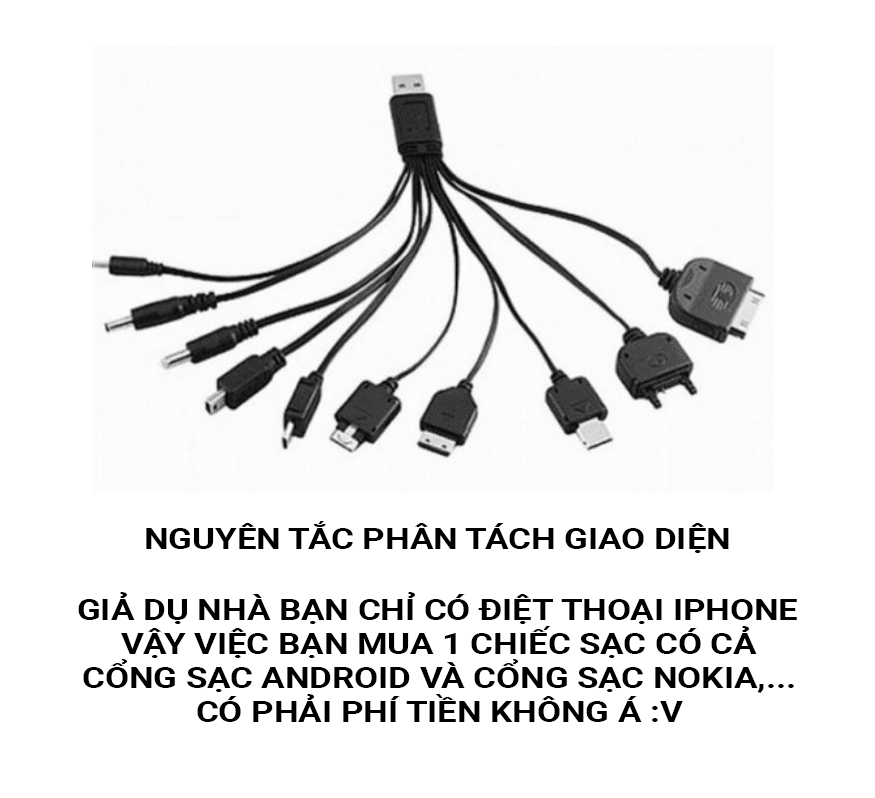 NGUYÊN TẮC PHÂN TÁCH GIAO DIỆN
GIẢ DỤ NHÀ BẠN CHỈ CÓ ĐIỆT THOẠI IPHONE
VẬY VIỆC BẠN MUA 1 CHIẾC SẠC CÓ CẢ
CỔNG SẠC ANDROID VÀ CỔNG SẠC NOKIA,...
CÓ PHẢI PHÍ TIỀN KHÔNG Á :V